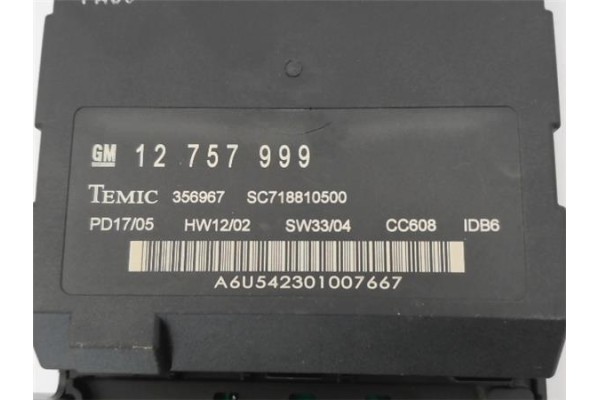 GM 12 757 999
TEMIC 356967 SC718810500
PD17/05 HW12/02 SW33/04 CC608 IDB6
A6U542301007667